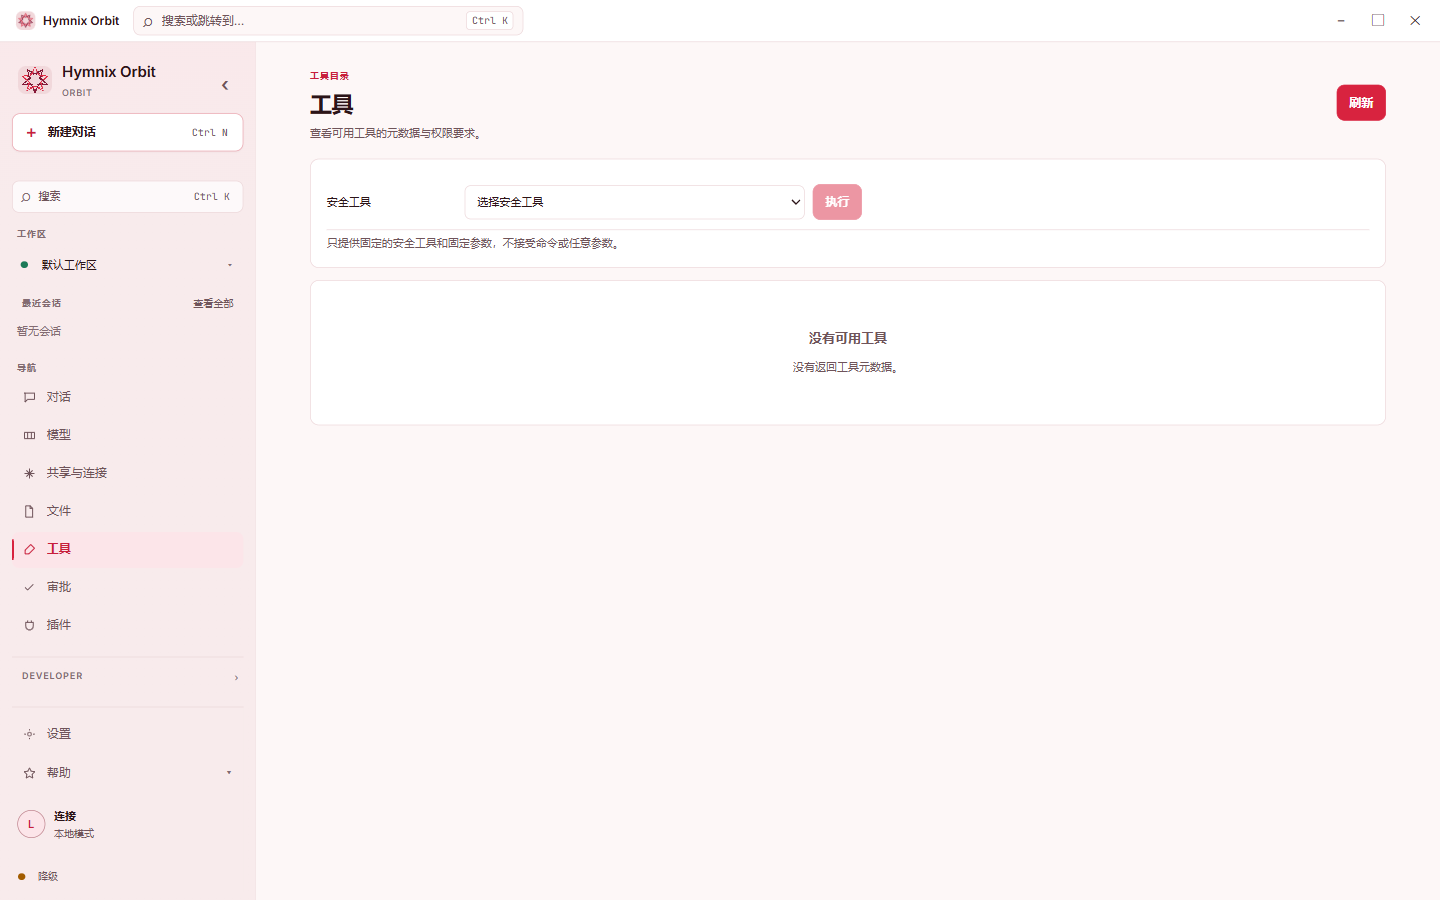 Hymnix Orbit
搜索或跳转到...
Ctrl K
Hymnix Orbit
ORBIT
新建对话
Ctrl N
搜索
Ctrl K
工作区
默认工作区
最近会话
查看全部
暂无会话
导航
对话
模型
共享与连接
文件
工具
审批
插件
DEVELOPER
设置
帮助
L
连接
本地模式
降级
工具目录
工具
查看可用工具的元数据与权限要求。
刷新
安全工具
选择安全工具
执行
只提供固定的安全工具和固定参数，不接受命令或任意参数。
没有可用工具
没有返回工具元数据。